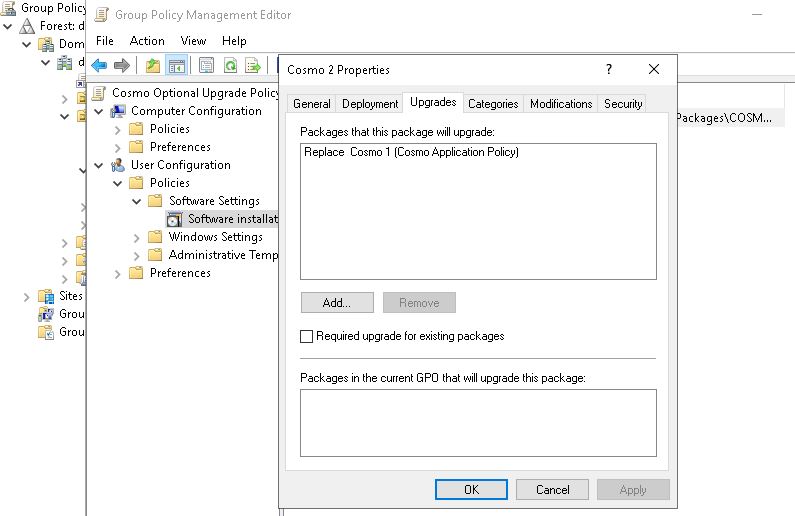 Group Policy
Forest: d
Dom
d
Sites
Grou
Grou
Group Policy Management Editor
File Action View Help
Cosmo Optional Upgrade Policy
Computer Configuration
Policies
Preferences
User Configuration
Policies
Software Settings
Software installat
Windows Settings
Administrative Temp
Preferences
Packages\COSM...
Cosmo 2 Properties
?
General Deployment Upgrades Categories Modifications Security
Packages that this package will upgrade:
Replace Cosmo 1 (Cosmo Application Policy)
Add... Remove
Required upgrade for existing packages
Packages in the current GPO that will upgrade this package:
OK Cancel Apply